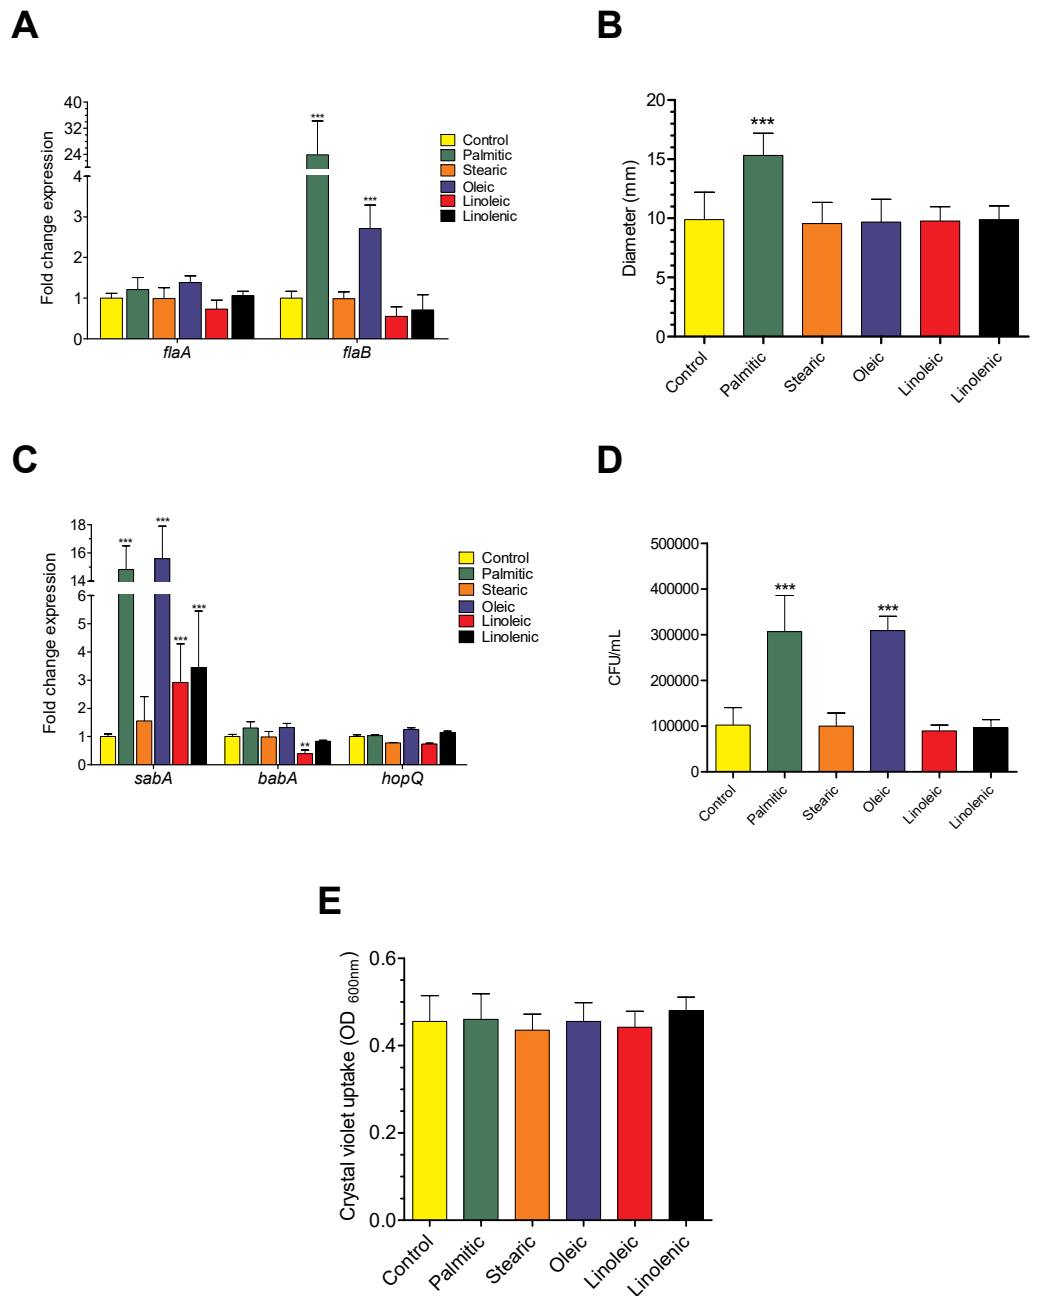 A
Fold change expression
40
32
24
4
3
2
1
0
***
***
flaA
flaB
Control
Palmitic
Stearic
Oleic
Linoleic
Linolenic
B
Diameter (mm)
20
15
10
5
0
***
Control
Palmitic
Stearic
Oleic
Linoleic
Linolenic
C
Fold change expression
18
16
14
6
5
4
3
2
1
0
***
***
***
***
**
sabA
babA
hopQ
Control
Palmitic
Stearic
Oleic
Linoleic
Linolenic
D
CFU/mL
500000
400000
300000
200000
100000
0
***
***
Control
Palmitic
Stearic
Oleic
Linoleic
Linolenic
E
Crystal violet uptake (OD 600nm)
0.6
0.4
0.2
0.0
Control
Palmitic
Stearic
Oleic
Linoleic
Linolenic